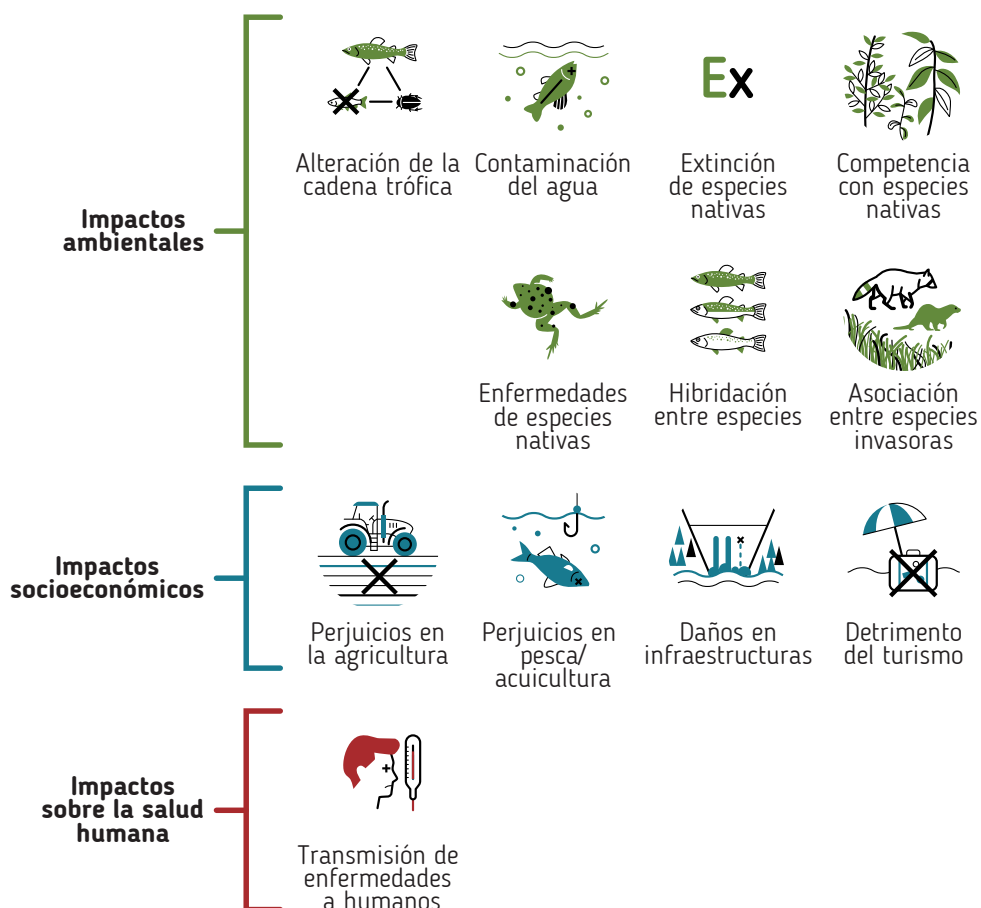 Impactos
ambientales
Alteración de la
cadena trófica
Contaminación
del agua
Ex
Extinción
de especies
nativas
Competencia
con especies
nativas
Enfermedades
de especies
nativas
Hibridación
entre especies
Asociación
entre especies
invasoras
Impactos
socioeconómicos
Perjuicios en
la agricultura
Perjuicios en
pesca/
acuicultura
Daños en
infraestructuras
Detrimento
del turismo
Impactos
sobre la salud
humana
Transmisión de
enfermedades
a humanos